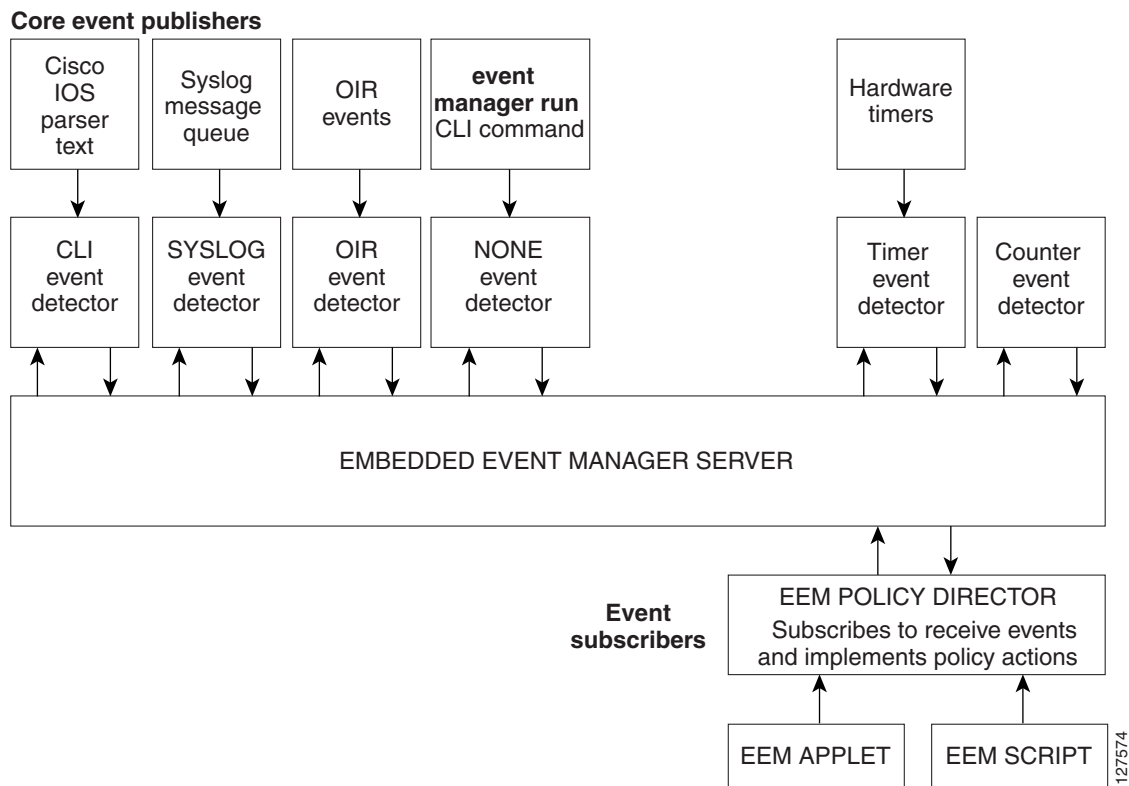 Core event publishers
Cisco
IOS
parser
text
Syslog
message
queue
OIR
events
event
manager run
CLI command
Hardware
timers
CLI
event
detector
SYSLOG
event
detector
OIR
event
detector
NONE
event
detector
Timer
event
detector
Counter
event
detector
EMBEDDED EVENT MANAGER SERVER
Event
subscribers
EEM POLICY DIRECTOR
Subscribes to receive events
and implements policy actions
EEM APPLET
EEM SCRIPT
127574